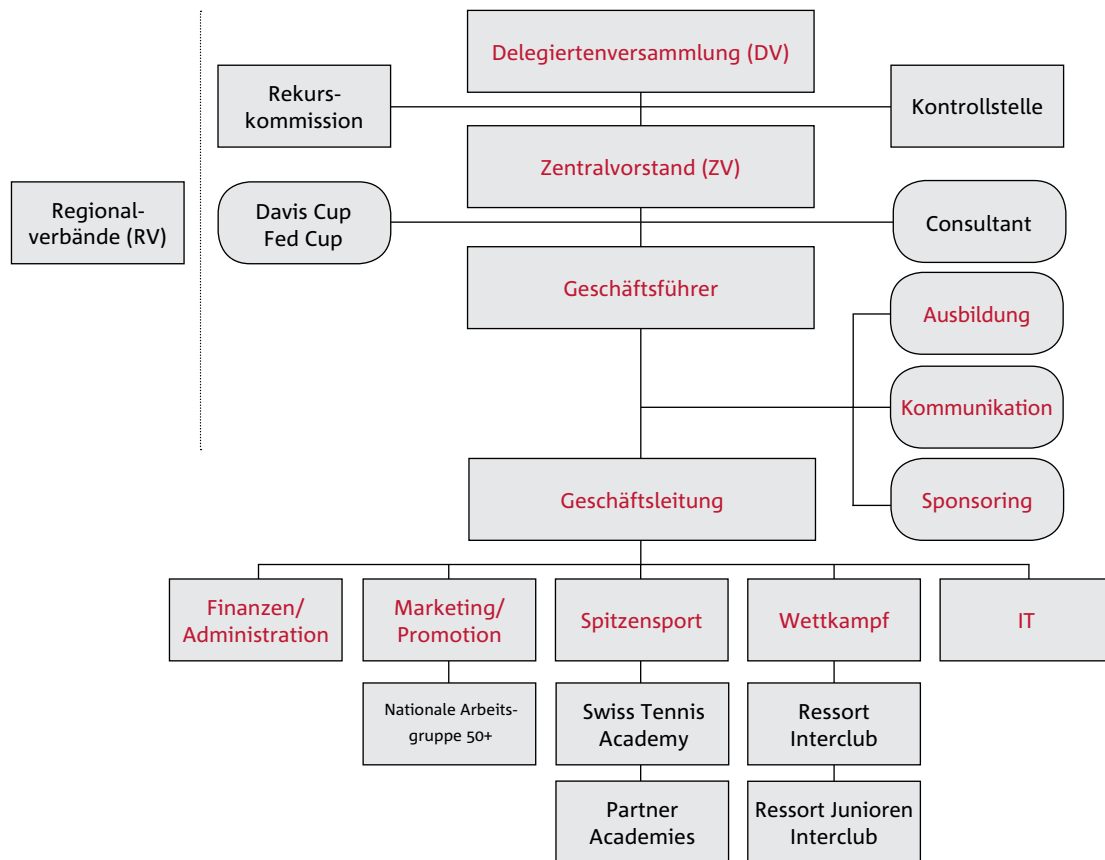 Delegiertenversammlung (DV)
Rekurs-
kommission
Kontrollstelle
Zentralvorstand (ZV)
Regional-
verbände (RV)
Davis Cup
Fed Cup
Consultant
Geschäftsführer
Ausbildung
Kommunikation
Geschäftsleitung
Sponsoring
Finanzen/
Administration
Marketing/
Promotion
Spitzensport
Wettkampf
IT
Nationale Arbeits-
gruppe 50+
Swiss Tennis
Academy
Ressort
Interclub
Partner
Academies
Ressort Junioren
Interclub